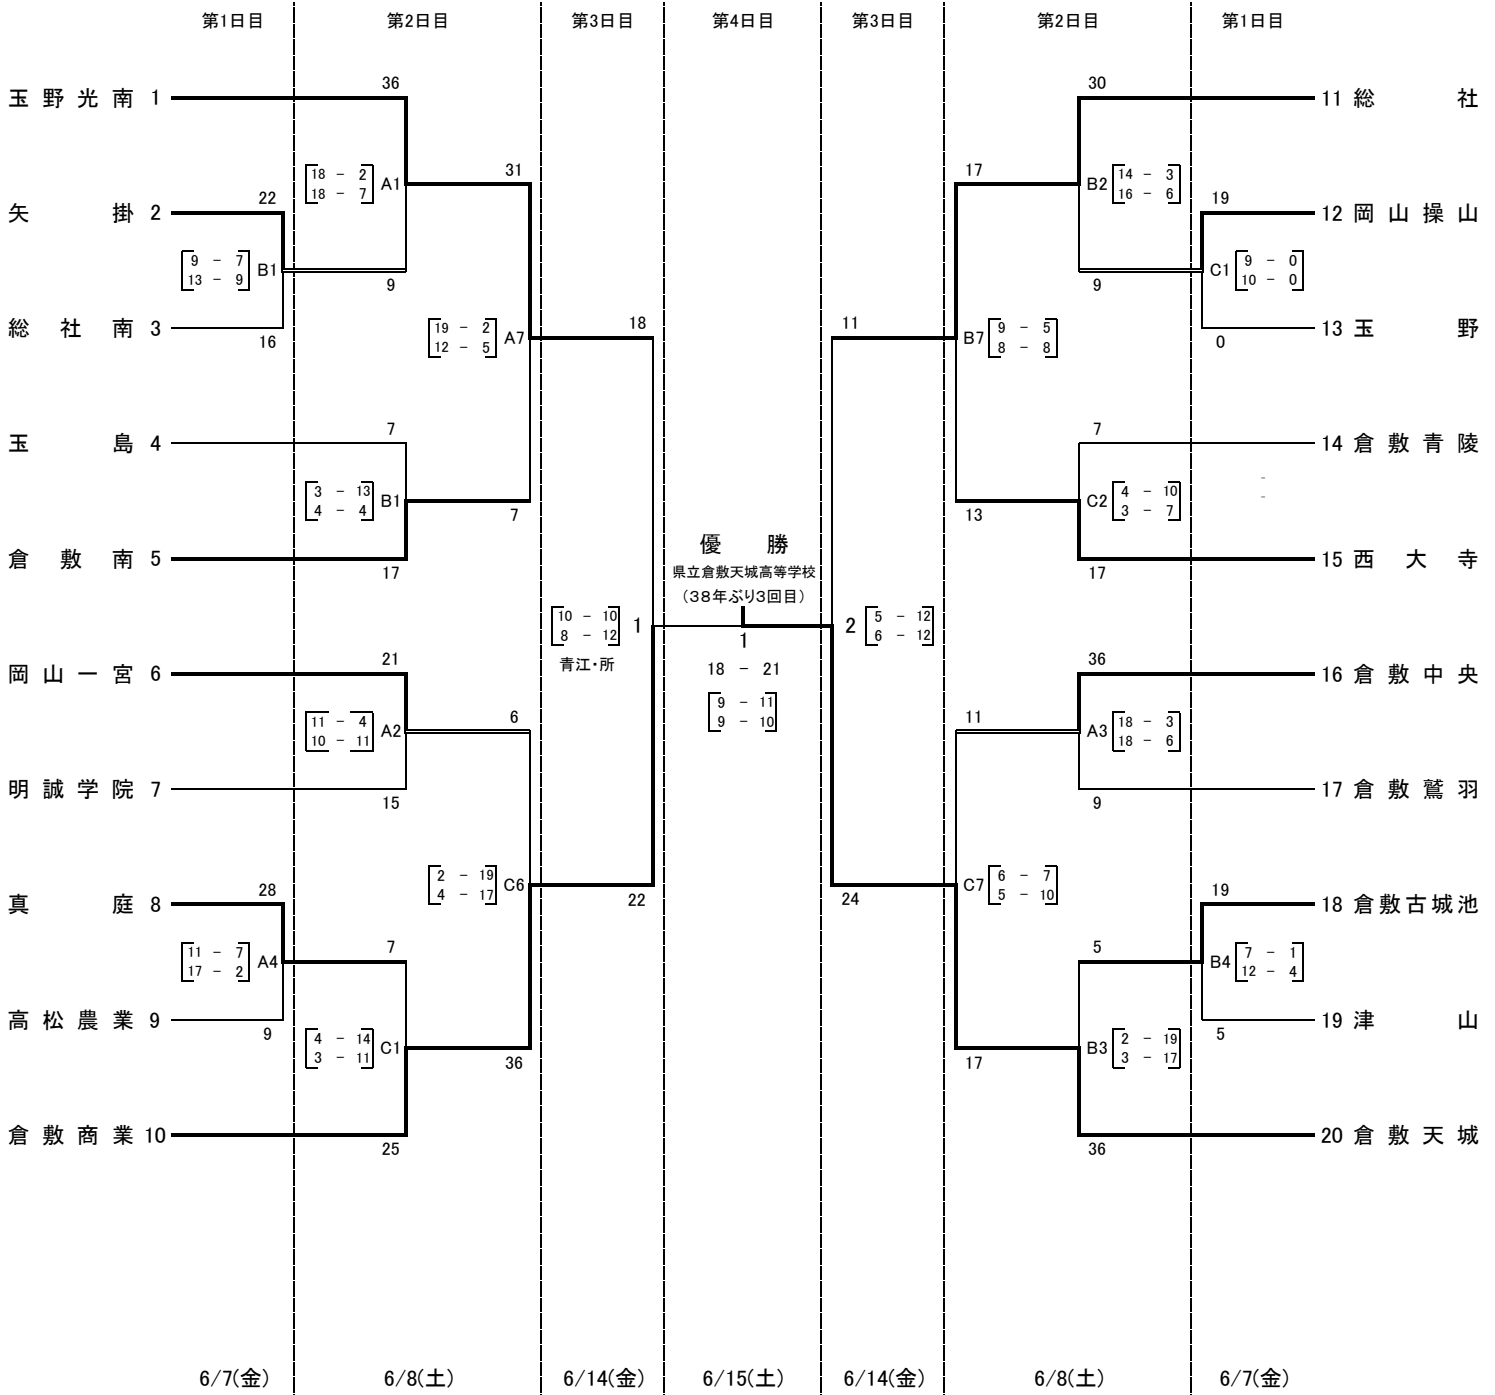 第1日目 第2日目 第3日目 第4日目 第3日目 第2日目 第1日目
36 30
玉野光南 1 11 総社
18 - 2 A1 31 17 B2 14 - 3
18 - 7 16 - 6
22 19
矢掛 2 12 岡山操山
9 - 7 B1 C1 9 - 0
13 - 9 10 - 0
9 9
総社南 3 18 11 13 玉野
16 19 - 2 A7 B7 9 - 5 0
12 - 5 8 - 8
7 7
玉島 4 14 倉敷青陵
-
3 - 13 B1 C2 4 - 10
4 - 4 3 - 7
-
7 13
優勝
倉敷南 5 15 西大寺
17 県立倉敷天城高等学校 17
(38年ぶり3回目)
10 - 10 1 2 5 - 12
8 - 12 6 - 12
1
青江・所
21 18 - 21 36
岡山一宮 6 16 倉敷中央
9 - 11
9 - 10
11 - 4 A2 6 11 A3 18 - 3
10 - 11 18 - 6
明誠学院 7 17 倉敷鷲羽
15 9
2 - 19 C6 C7 6 - 7
4 - 17 5 - 10
28 22 24 19
真庭 8 18 倉敷古城池
7 5
11 - 7 A4 B4 7 - 1
17 - 2 12 - 4
高松農業 9 19 津山
9 5
4 - 14 C1 B3 2 - 19
3 - 11 3 - 17
36 17
倉敷商業 10 20 倉敷天城
25 36
6/7(金) 6/8(土) 6/14(金) 6/15(土) 6/14(金) 6/8(土) 6/7(金)